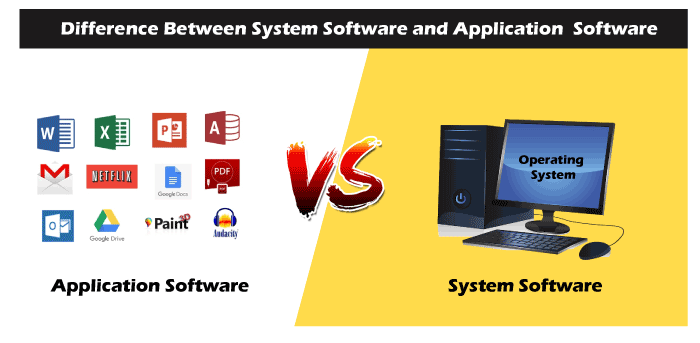 Difference Between System Software and Application Software
W
X
P
A
NETFLIX
Google Docs
PDF
O
Google Drive
Paint 3D
Audacity
VS
Operating
System
Application Software
System Software